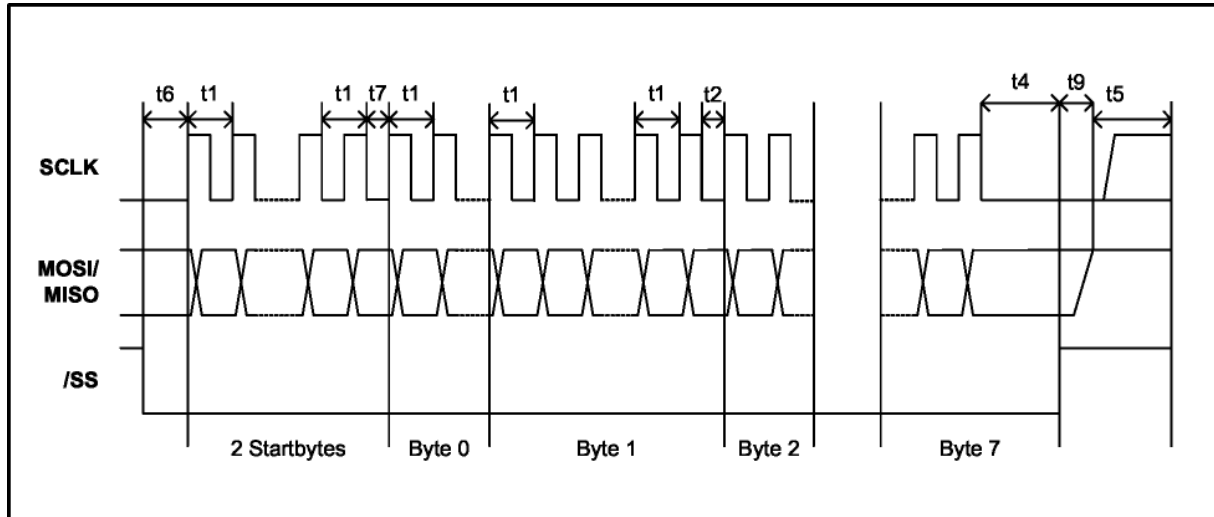 t6 t1 t1 t7 t1 t1 t1 t2 t4 t9 t5
SCLK
MOSI/
MISO
/SS
2 Startbytes Byte 0 Byte 1 Byte 2 Byte 7